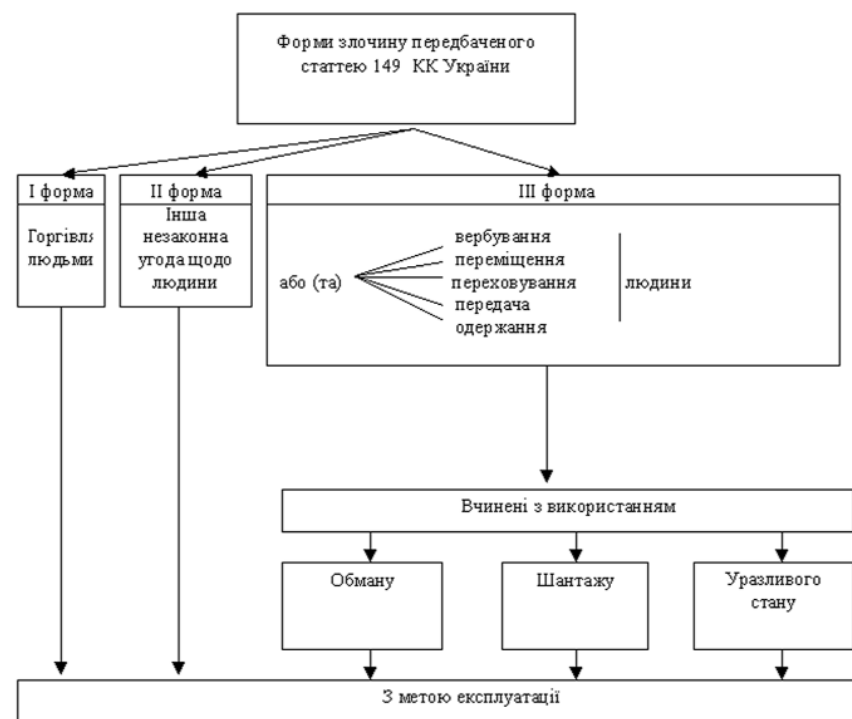 Форми злочину передбаченого
статтею 149 КК України
І форма
ІІ форма
ІІІ форма
Горгівля
людьми
Інша
незаконна
угода щодо
людини
вербування
переміщення
або (та)
переховування
людини
передача
одержання
Вчинені з використанням
Обману
Шантажу
Уразливого
стану
З метою експлуатації